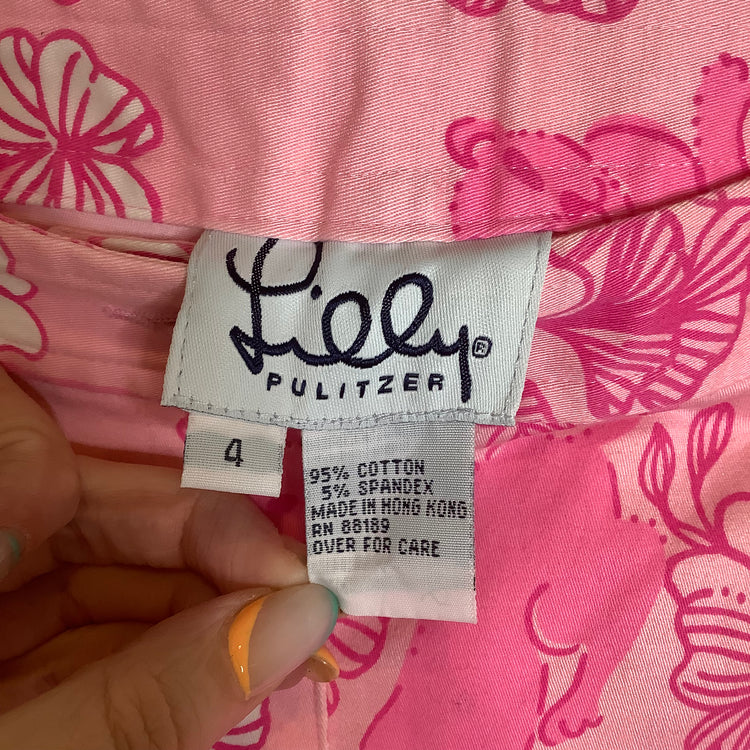 Lilly®
PULITZER
4
95% COTTON
5% SPANDEX
MADE IN HONG KONG
RN 88189
OVER FOR CARE